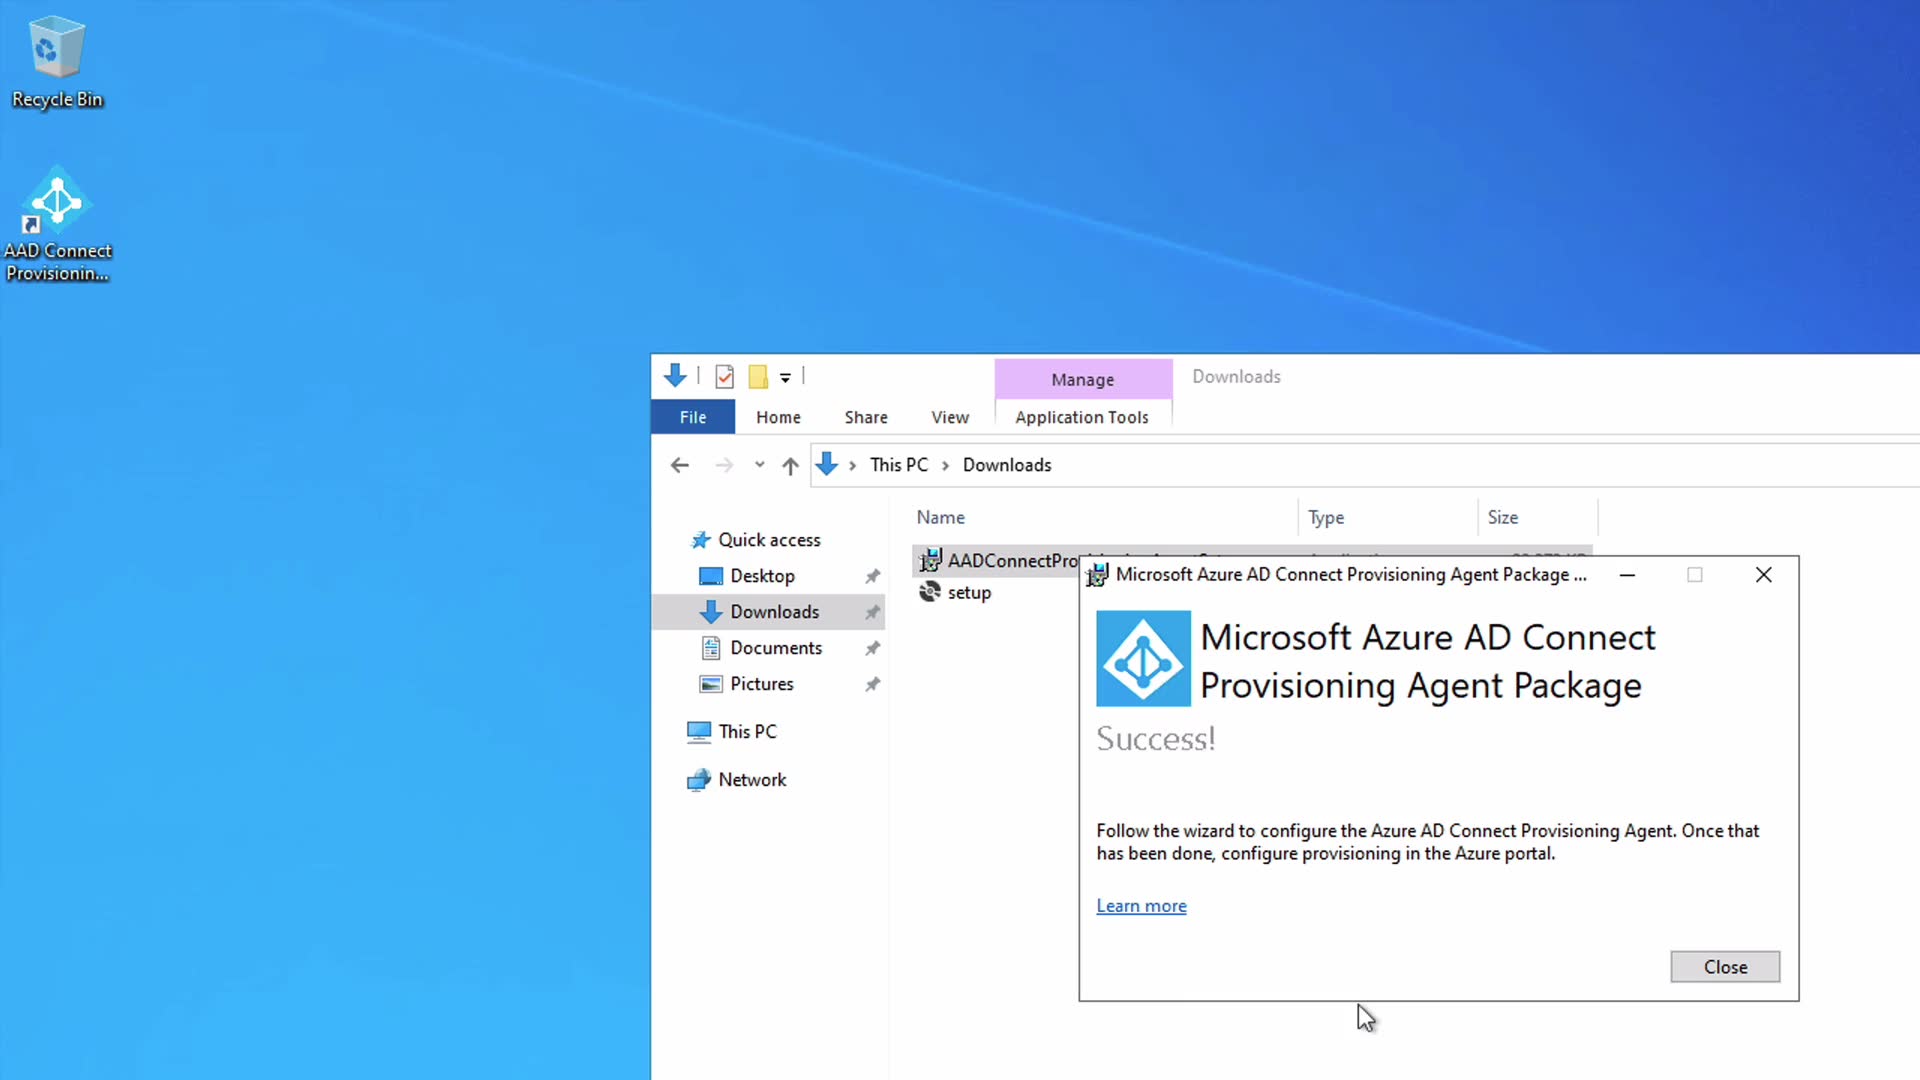 Recycle Bin
AAD Connect
Provisionin...
Manage
Downloads
File
Home
Share
View
Application Tools
This PC
Downloads
Name
Type
Size
Quick access
Desktop
Downloads
Documents
Pictures
This PC
Network
AADConnectPro
setup
Microsoft Azure AD Connect Provisioning Agent Package ...
Microsoft Azure AD Connect
Provisioning Agent Package
Success!
Follow the wizard to configure the Azure AD Connect Provisioning Agent. Once that
has been done, configure provisioning in the Azure portal.
Learn more
Close